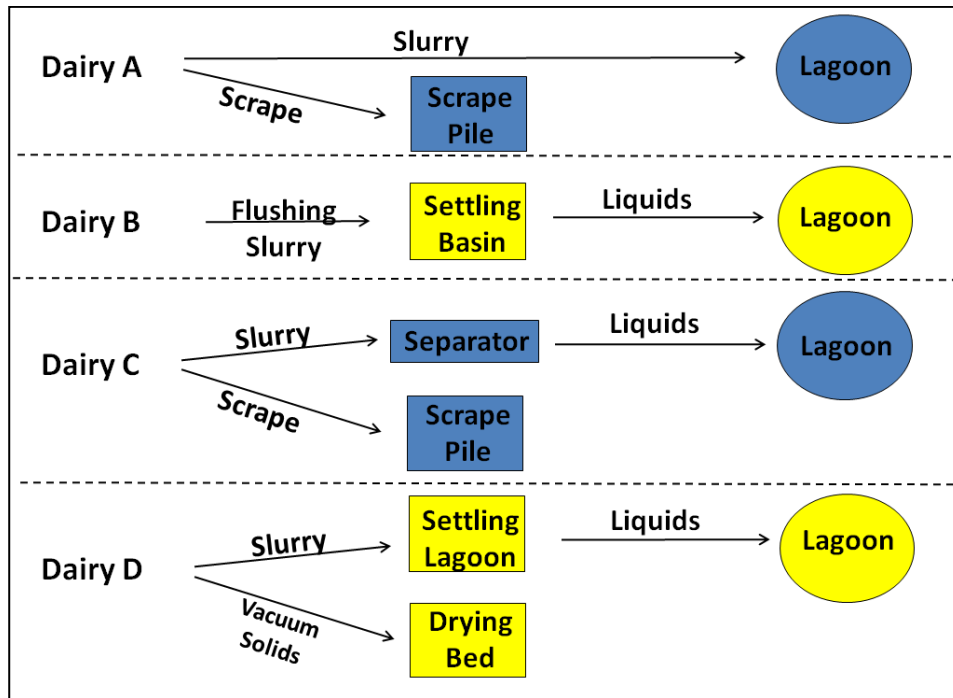 Slurry
Dairy A
Lagoon
Scrape
Scrape
Pile
Dairy B
Flushing
Slurry
Settling
Basin
Liquids
Lagoon
Dairy C
Slurry
Separator
Liquids
Lagoon
Scrape
Scrape
Pile
Dairy D
Slurry
Settling
Lagoon
Liquids
Lagoon
Vacuum
Solids
Drying
Bed